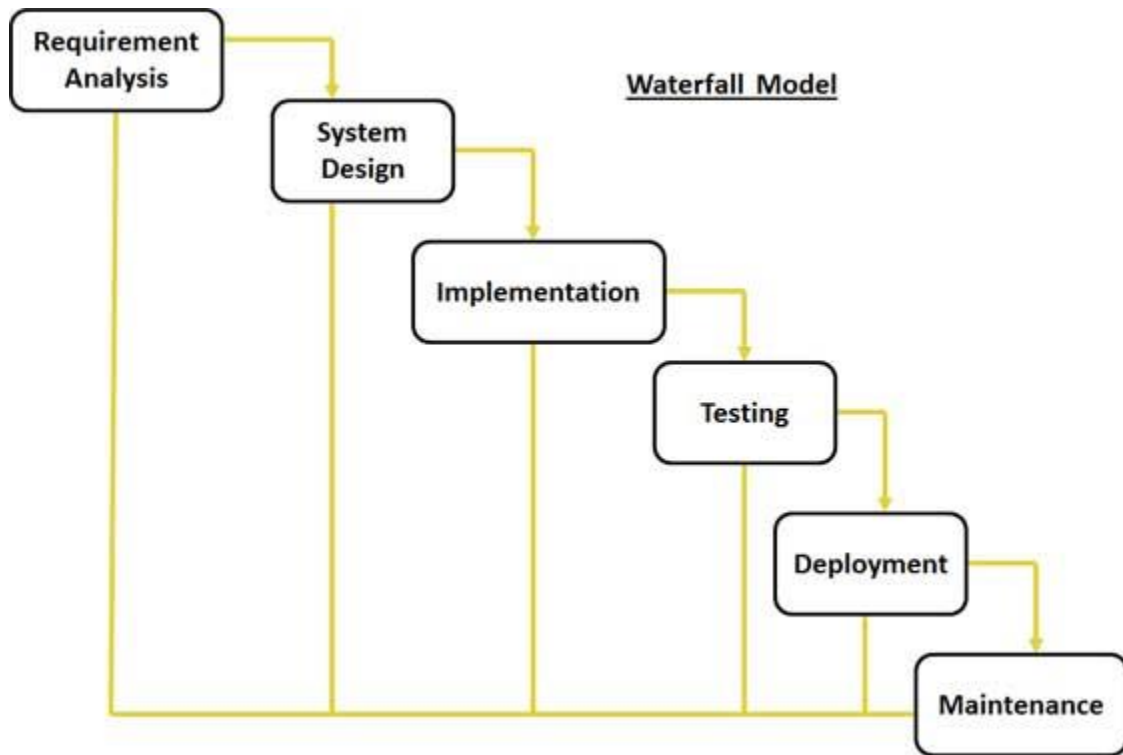 Requirement
Analysis
Waterfall Model
System
Design
Implementation
Testing
Deployment
Maintenance